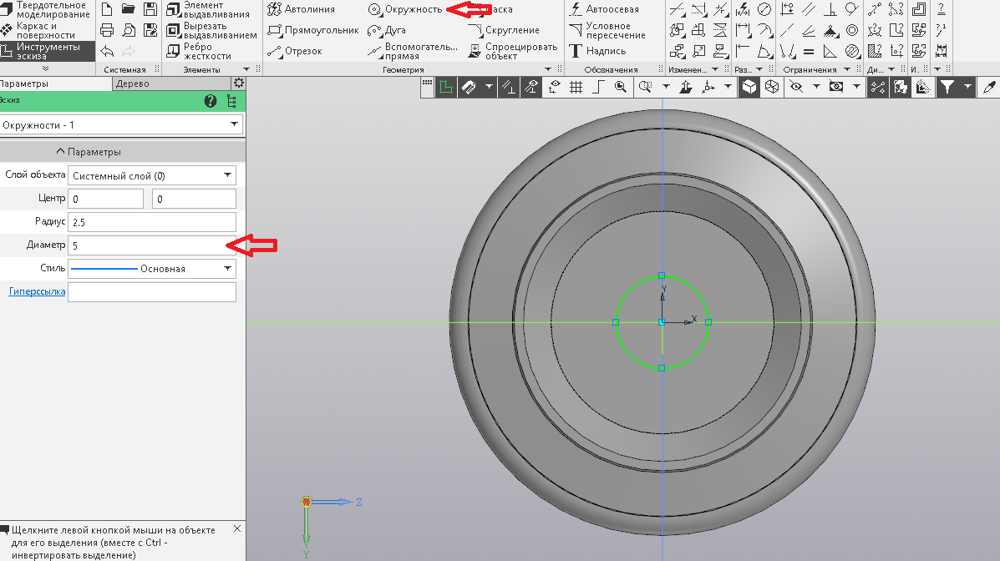 Твердотельное
моделирование
Каркас и
поверхности
Инструменты
эскиза
Системная
Элемент
выдавливания
Вырезать
выдавливанием
Ребро
жесткости
Элементы
Автолиния
Прямоугольник
Отрезок
Окружность
Дуга
Вспомогатель...
прямая
аска
Скругление
Спроецировать
объект
Геометрия
Автоосевая
Условное
пересечение
Надпись
Обозначения
Изменен...
Раз...
Ограничения
Ди...
И.
Параметры
Дерево
Эскиз
Окружности - 1
Параметры
Слой объекта
Системный слой (0)
Центр
0
0
Радиус
2.5
Диаметр
5
Стиль
Основная
Гиперссылка
Y
X
Z
Y
Щелкните левой кнопкой мыши на объекте
для его выделения (вместе с Ctrl -
инвертировать выделение)